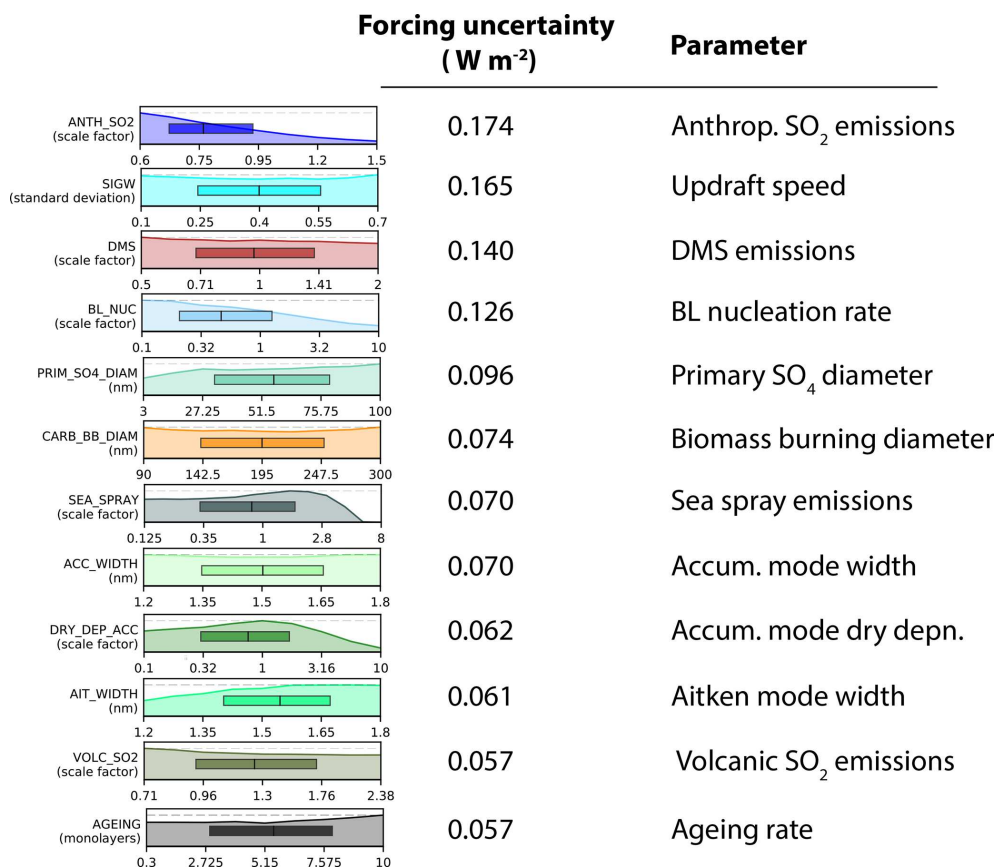 Forcing uncertainty
( W m⁻²)
Parameter
ANTH_SO2
(scale factor)
0.6 0.75 0.95 1.2 1.5
0.174
Anthrop. SO₂ emissions
SIGW
(standard deviation)
0.1 0.25 0.4 0.55 0.7
0.165
Updraft speed
DMS
(scale factor)
0.5 0.71 1 1.41 2
0.140
DMS emissions
BL_NUC
(scale factor)
0.1 0.32 1 3.2 10
0.126
BL nucleation rate
PRIM_SO4_DIAM
(nm)
3 27.25 51.5 75.75 100
0.096
Primary SO₄ diameter
CARB_BB_DIAM
(nm)
90 142.5 195 247.5 300
0.074
Biomass burning diameter
SEA_SPRAY
(scale factor)
0.125 0.35 1 2.8 8
0.070
Sea spray emissions
ACC_WIDTH
(nm)
1.2 1.35 1.5 1.65 1.8
0.070
Accum. mode width
DRY_DEP_ACC
(scale factor)
0.1 0.32 1 3.16 10
0.062
Accum. mode dry depn.
AIT_WIDTH
(nm)
1.2 1.35 1.5 1.65 1.8
0.061
Aitken mode width
VOLC_SO2
(scale factor)
0.71 0.96 1.3 1.76 2.38
0.057
Volcanic SO₂ emissions
AGEING
(monolayers)
0.3 2.725 5.15 7.575 10
0.057
Ageing rate